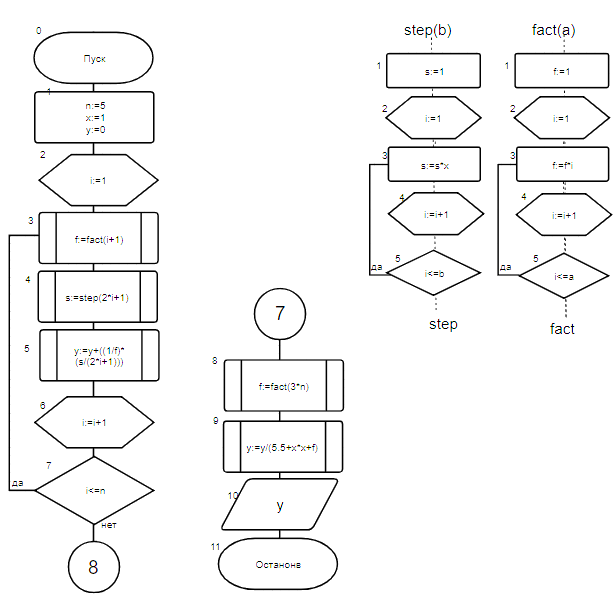 0
Пуск
1
n:=5
x:=1
y:=0
2
i:=1
3
f:=fact(i+1)
4
s:=step(2*i+1)
5
y:=y+((1/f)*
(s/(2*i+1)))
6
i:=i+1
7
i<=n
да
нет
8
7
8
f:=fact(3*n)
9
y:=y/(5.5+x*x+f)
10
y
11
Останонв
step(b)
1
s:=1
2
i:=1
3
s:=s*x
4
i:=i+1
5
i<=b
да
step
fact(a)
1
f:=1
2
i:=1
3
f:=f*i
4
i:=i+1
5
i<=a
да
fact